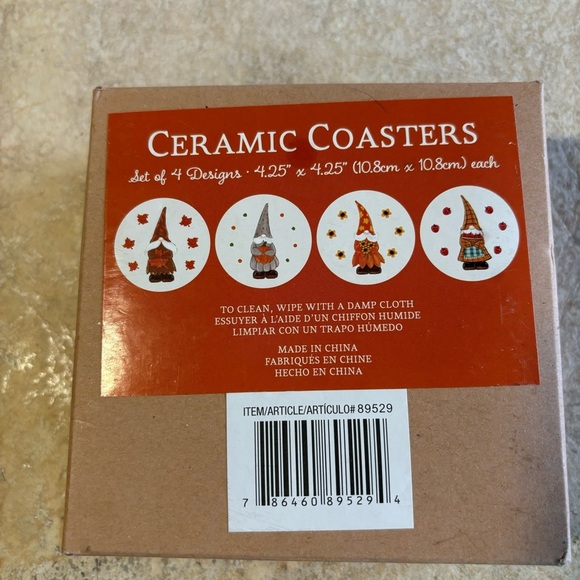 CERAMIC COASTERS
Set of 4 Designs · 4.25" x 4.25" (10.8cm x 10.8cm) each
TO CLEAN, WIPE WITH A DAMP CLOTH
ESSUYER À L'AIDE D'UN CHIFFON HUMIDE
LIMPIAR CON UN TRAPO HÚMEDO
MADE IN CHINA
FABRIQUÉS EN CHINE
HECHO EN CHINA
ITEM/ARTICLE/ARTÍCULO# 89529
7 86460 89529 4